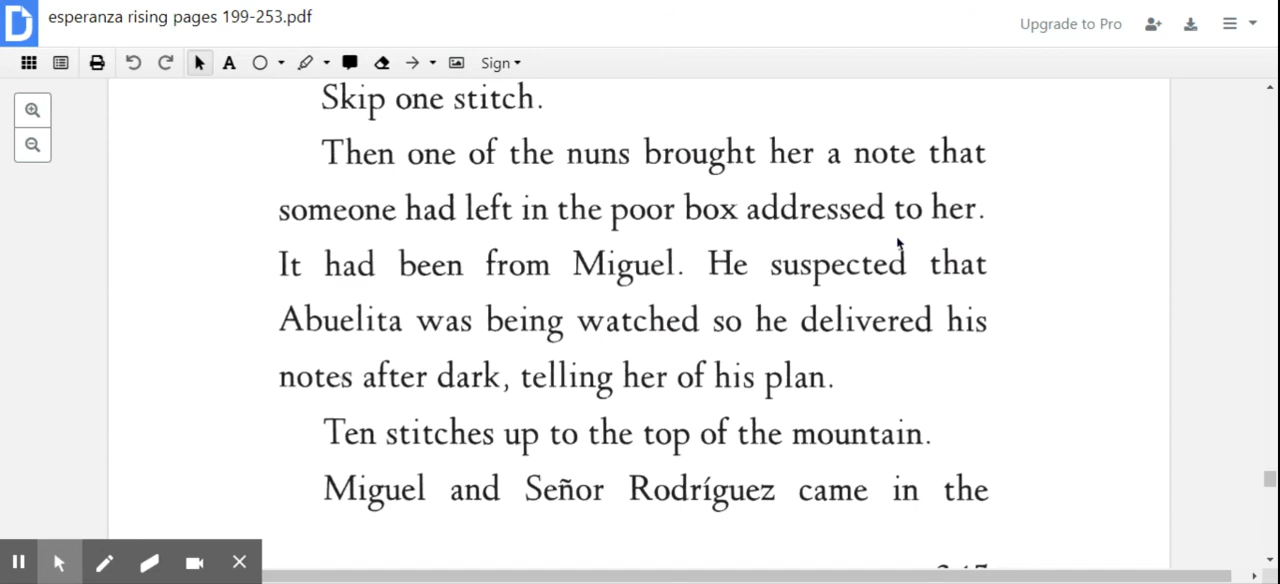 esperanza rising pages 199-253.pdf
Upgrade to Pro
A
Sign
Skip one stitch.
Then one of the nuns brought her a note that
someone had left in the poor box addressed to her.
It had been from Miguel. He suspected that
Abuelita was being watched so he delivered his
notes after dark, telling her of his plan.
Ten stitches up to the top of the mountain.
Miguel and Señor Rodríguez came in the